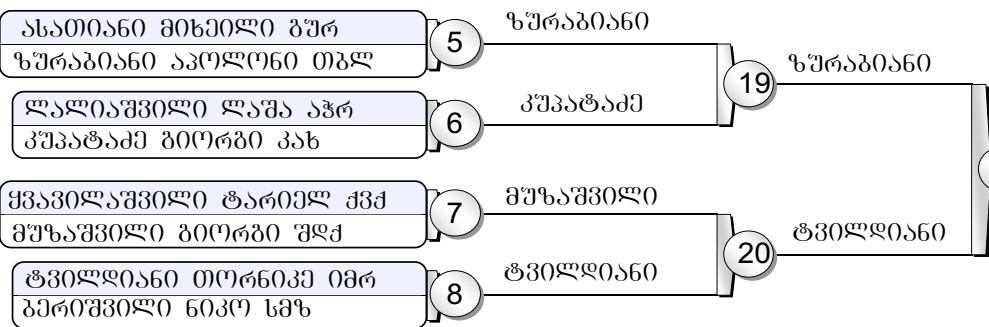 ასათიანი მიხეილი გურ
ზურაბიანი აპოლონი თბლ
5
ზურაბიანი
19
ზურაბიანი
ლალიაშვილი ლაშა აჭრ
კუპატაძე გიორგი კახ
6
კუპატაძე
ყვავილაშვილი ტარიელ ქვქ
მუზაშვილი გიორგი შდქ
7
მუზაშვილი
20
ტვილდიანი
ტვილდიანი თორნიკე იმრ
ბერიშვილი ნიკო სმზ
8
ტვილდიანი